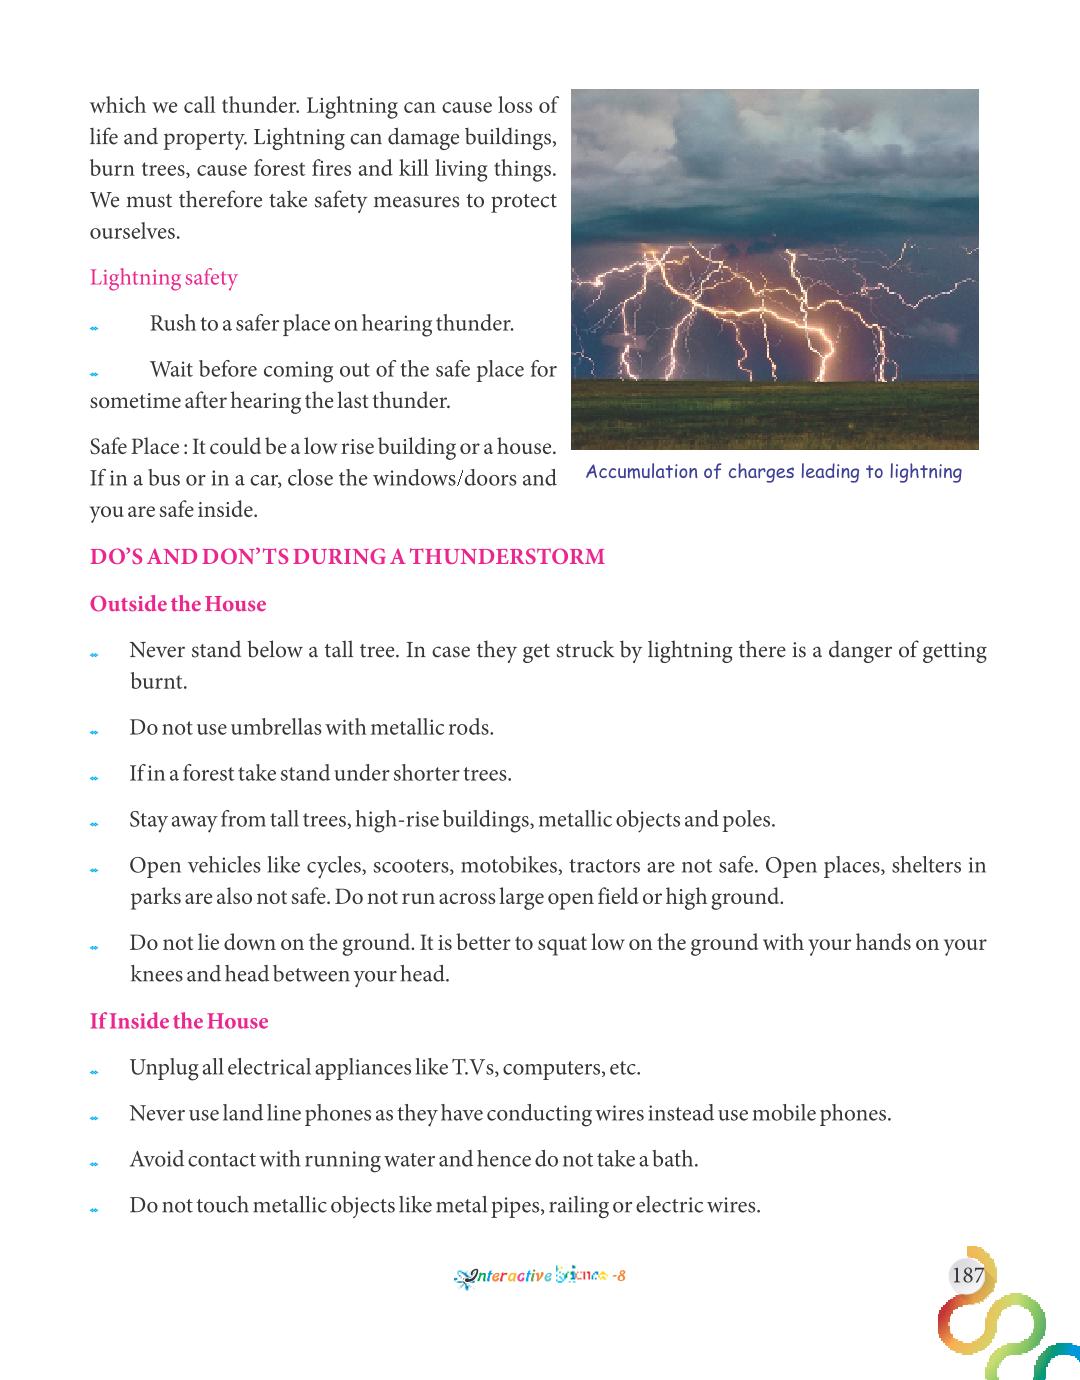 which we call thunder. Lightning can cause loss of
life and property. Lightning can damage buildings,
burn trees, cause forest fires and kill living things.
We must therefore take safety measures to protect
ourselves.
Lightning safety
Rush to a safer place on hearing thunder.
Wait before coming out of the safe place for
sometime after hearing the last thunder.
Safe Place : It could be a low rise building or a house.
If in a bus or in a car, close the windows/doors and
you are safe inside.
Accumulation of charges leading to lightning
DO'S AND DON'TS DURING A THUNDERSTORM
Outside the House
Never stand below a tall tree. In case they get struck by lightning there is a danger of getting
burnt.
Do not use umbrellas with metallic rods.
If in a forest take stand under shorter trees.
Stay away from tall trees, high-rise buildings, metallic objects and poles.
Open vehicles like cycles, scooters, motobikes, tractors are not safe. Open places, shelters in
parks are also not safe. Do not run across large open field or high ground.
Do not lie down on the ground. It is better to squat low on the ground with your hands on your
knees and head between your head.
If Inside the House
Unplug all electrical appliances like T.Vs, computers, etc.
Never use land line phones as they have conducting wires instead use mobile phones.
Avoid contact with running water and hence do not take a bath.
Do not touch metallic objects like metal pipes, railing or electric wires.
Interactive Science -8
187